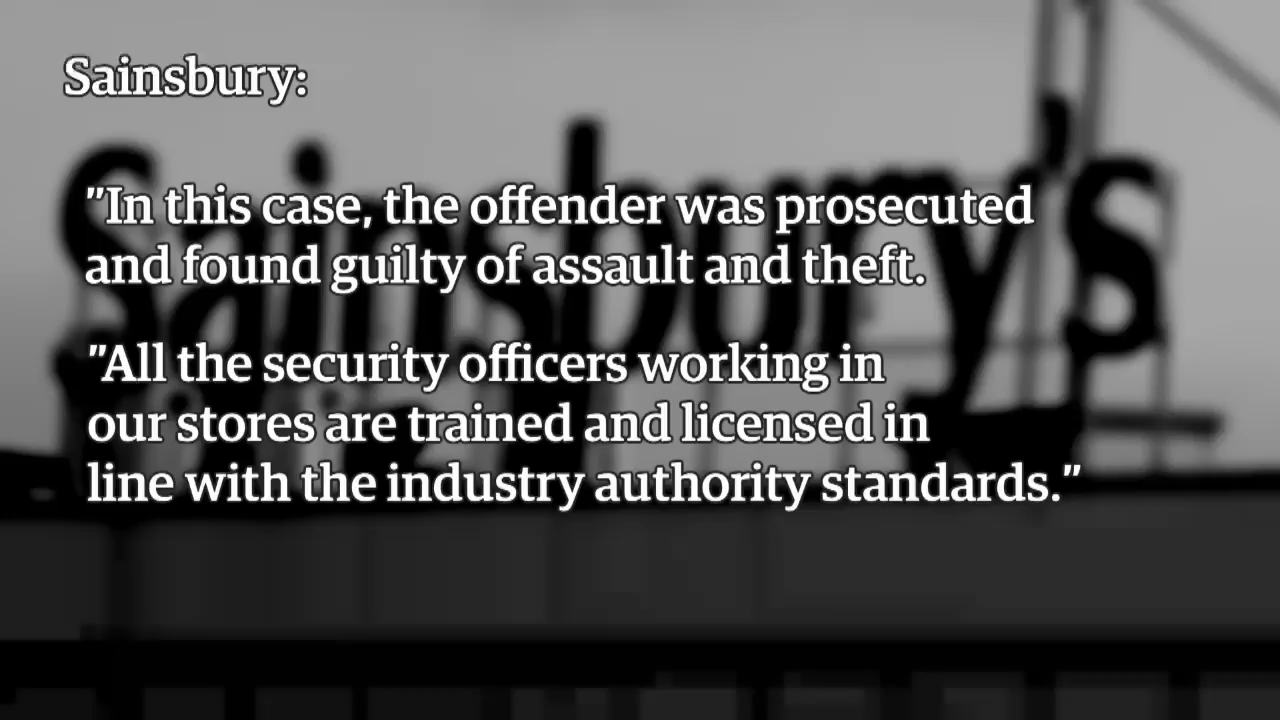 Sainsbury:
Sainsbury's
"In this case, the offender was prosecuted
and found guilty of assault and theft.
"All the security officers working in
our stores are trained and licensed in
line with the industry authority standards."